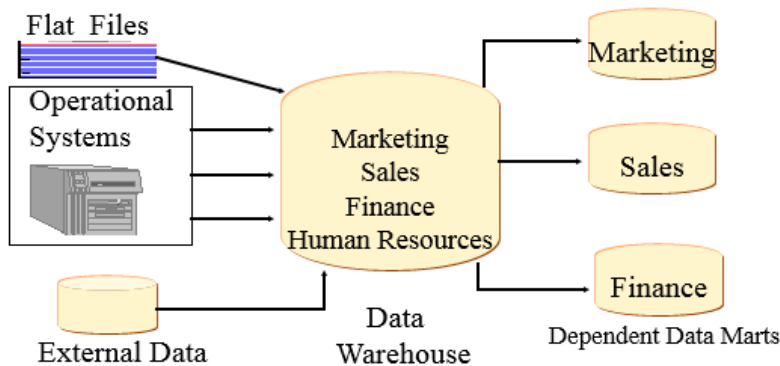 Flat Files
Operational
Systems
External Data
Marketing
Sales
Finance
Human Resources
Data
Warehouse
Marketing
Sales
Finance
Dependent Data Marts